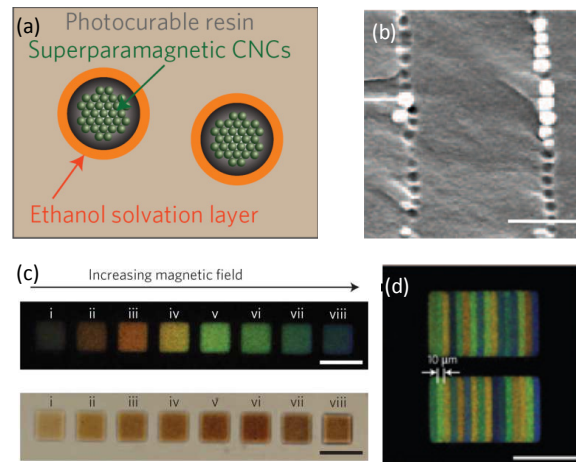 (a)
Photocurable resin
Superparamagnetic CNCs
Ethanol solvation layer
(b)
(c)
Increasing magnetic field
i ii iii iv v vi vii viii
i ii iii iv v vi vii viii
(d)
10 µm